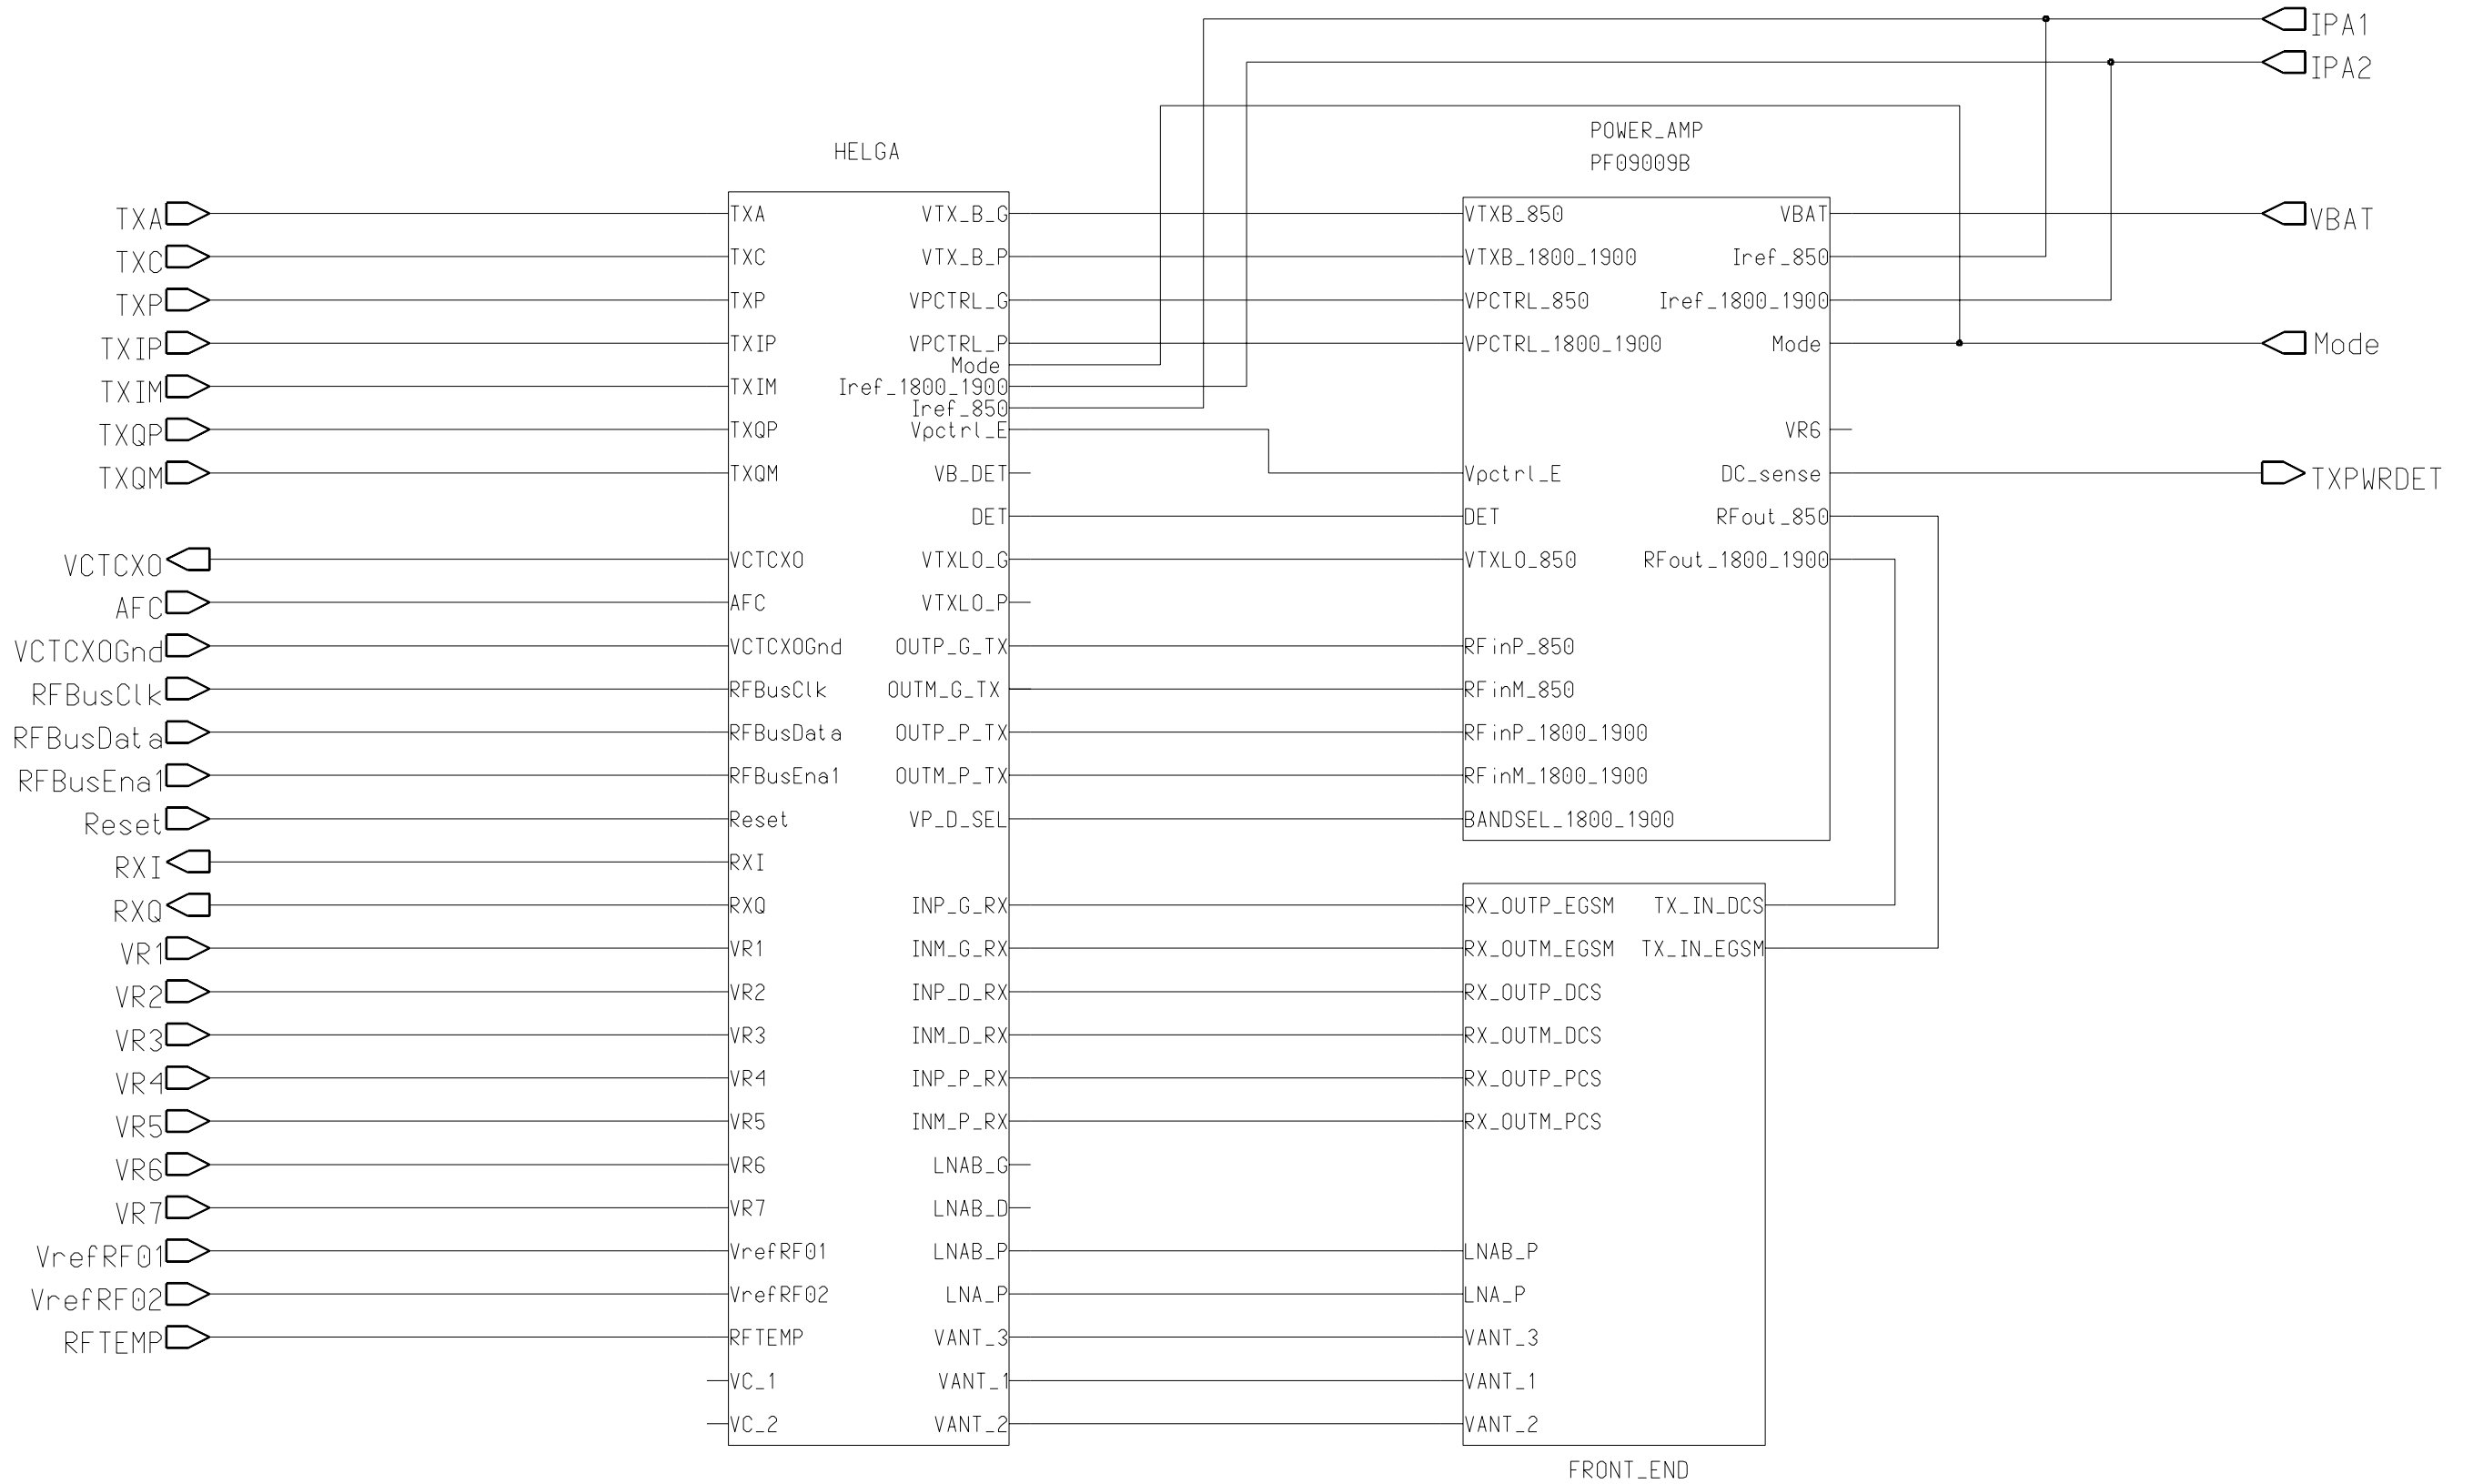 IPA1
IPA2
POWER_AMP
PF09009B
HELGA
TXA
TXC
TXP
TXIP
TXIM
TXQP
TXQM
VCTCXO
AFC
VCTCXOGnd
RFBusClk
RFBusData
RFBusEna1
Reset
RXI
RXQ
VR1
VR2
VR3
VR4
VR5
VR6
VR7
VrefRF01
VrefRF02
RFTEMP
TXA
TXC
TXP
TXIP
TXIM
TXQP
TXQM
VCTCXO
AFC
VCTCXOGnd
RFBusClk
RFBusData
RFBusEna1
Reset
RXI
RXQ
VR1
VR2
VR3
VR4
VR5
VR6
VR7
VrefRF01
VrefRF02
RFTEMP
VC_1
VC_2
VTX_B_G
VTX_B_P
VPCTRL_G
VPCTRL_P
Mode
Iref_1800_1900
Iref_850
Vpctrl_E
VB_DET
DET
VTXLO_G
VTXLO_P
OUTP_G_TX
OUTM_G_TX
OUTP_P_TX
OUTM_P_TX
VP_D_SEL
INP_G_RX
INM_G_RX
INP_D_RX
INM_D_RX
INP_P_RX
INM_P_RX
LNAB_G
LNAB_D
LNAB_P
LNA_P
VANT_3
VANT_1
VANT_2
VTXB_850
VTXB_1800_1900
VPCTRL_850
VPCTRL_1800_1900
Vpctrl_E
DET
VTXLO_850
RFinP_850
RFinM_850
RFinP_1800_1900
RFinM_1800_1900
BANDSEL_1800_1900
VBAT
Iref_850
Iref_1800_1900
Mode
VR6
DC_sense
RFout_850
RFout_1800_1900
VBAT
Mode
TXPWRDET
RX_OUTP_EGSM
RX_OUTM_EGSM
RX_OUTP_DCS
RX_OUTM_DCS
RX_OUTP_PCS
RX_OUTM_PCS
LNAB_P
LNA_P
VANT_3
VANT_1
VANT_2
TX_IN_DCS
TX_IN_EGSM
FRONT_END